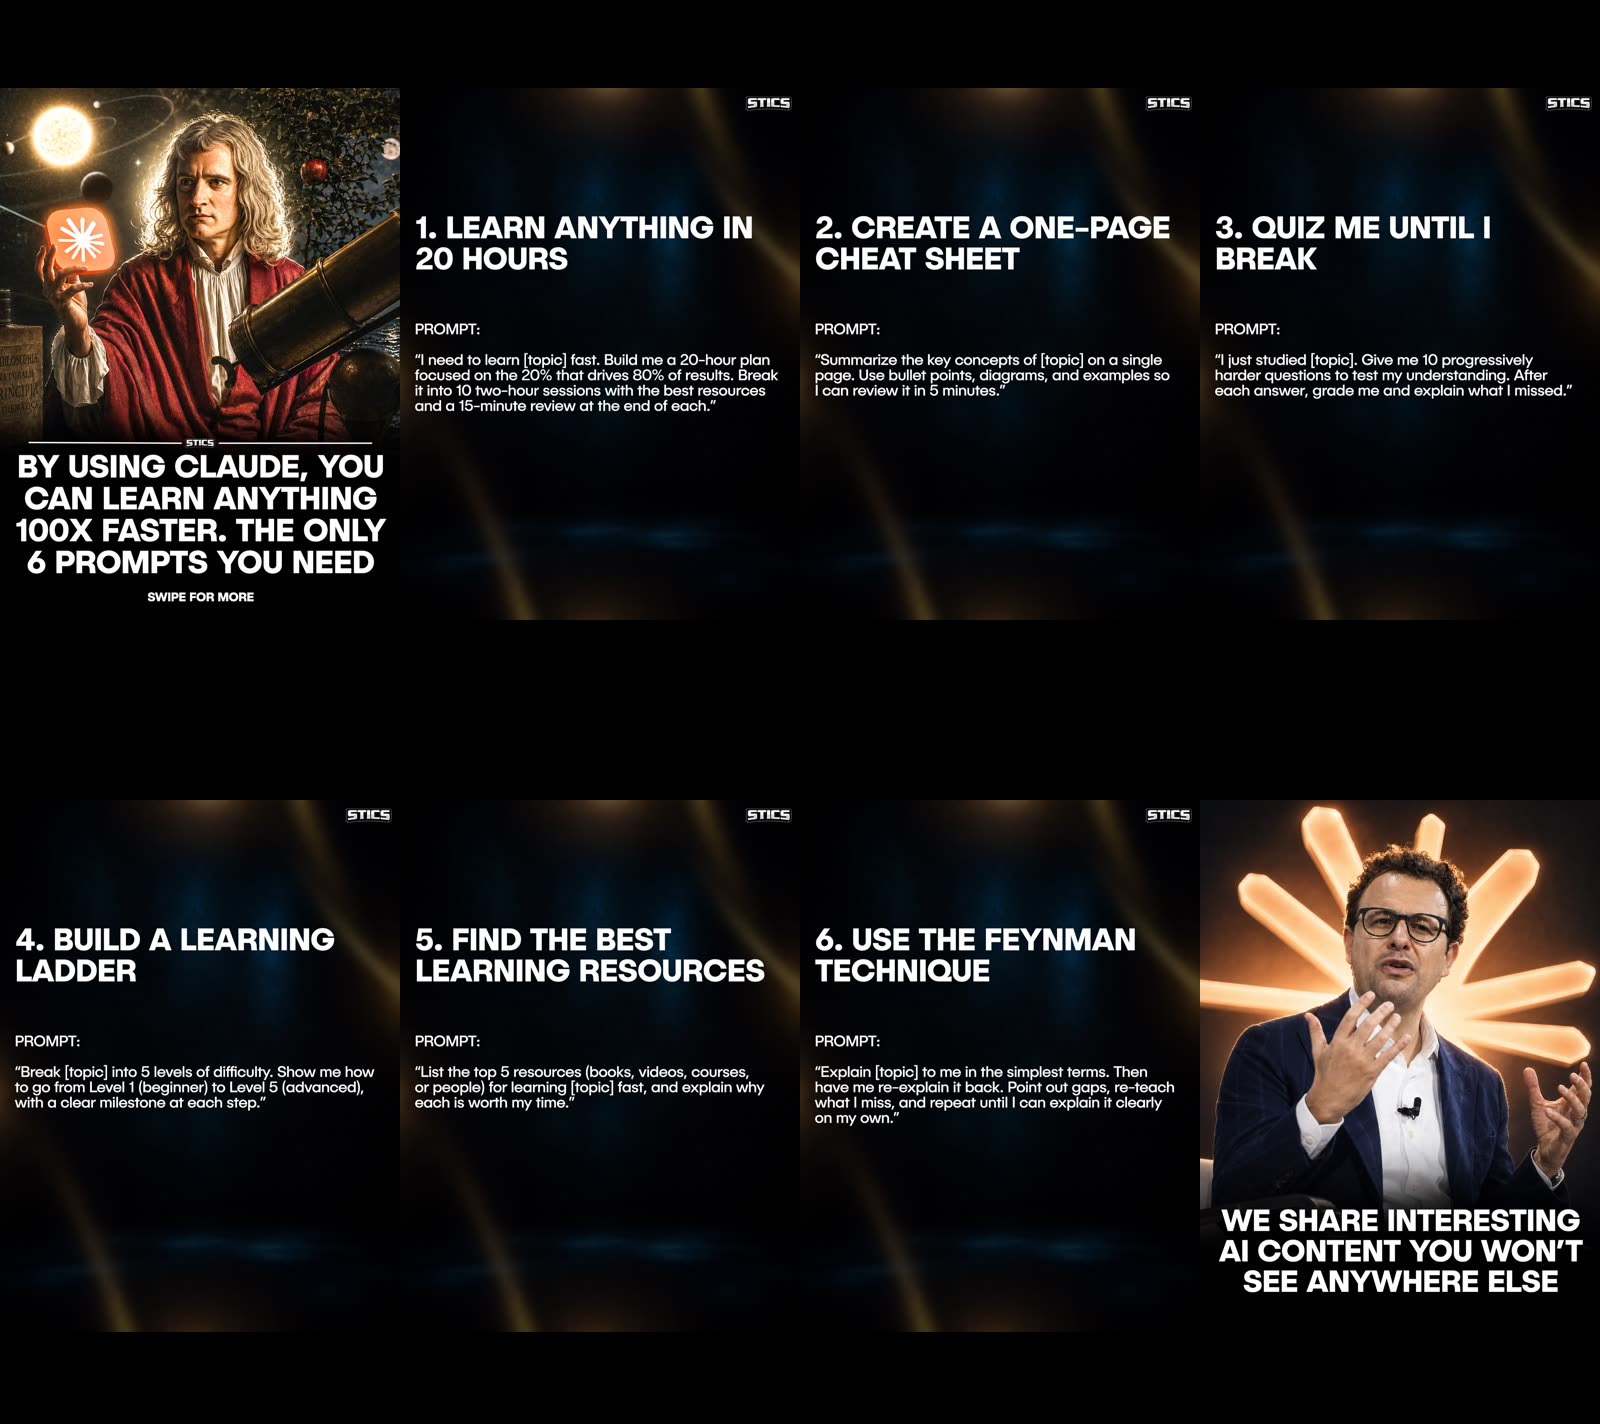 BY USING CLAUDE, YOU
CAN LEARN ANYTHING
100X FASTER. THE ONLY
6 PROMPTS YOU NEED
SWIPE FOR MORE
STICS
STICS
1. LEARN ANYTHING IN
20 HOURS
PROMPT:
“I need to learn [topic] fast. Build me a 20-hour plan
focused on the 20% that drives 80% of results. Break
it into 10 two-hour sessions with the best resources
and a 15-minute review at the end of each.”
STICS
2. CREATE A ONE-PAGE
CHEAT SHEET
PROMPT:
“Summarize the key concepts of [topic] on a single
page. Use bullet points, diagrams, and examples so
I can review it in 5 minutes.”
STICS
3. QUIZ ME UNTIL I
BREAK
PROMPT:
“I just studied [topic]. Give me 10 progressively
harder questions to test my understanding. After
each answer, grade me and explain what I missed.”
STICS
4. BUILD A LEARNING
LADDER
PROMPT:
“Break [topic] into 5 levels of difficulty. Show me how
to go from Level 1 (beginner) to Level 5 (advanced),
with a clear milestone at each step.”
STICS
5. FIND THE BEST
LEARNING RESOURCES
PROMPT:
“List the top 5 resources (books, videos, courses,
or people) for learning [topic] fast, and explain why
each is worth my time.”
STICS
6. USE THE FEYNMAN
TECHNIQUE
PROMPT:
“Explain [topic] to me in the simplest terms. Then
have me re-explain it back. Point out gaps, re-teach
what I miss, and repeat until I can explain it clearly
on my own.”
WE SHARE INTERESTING
AI CONTENT YOU WON’T
SEE ANYWHERE ELSE